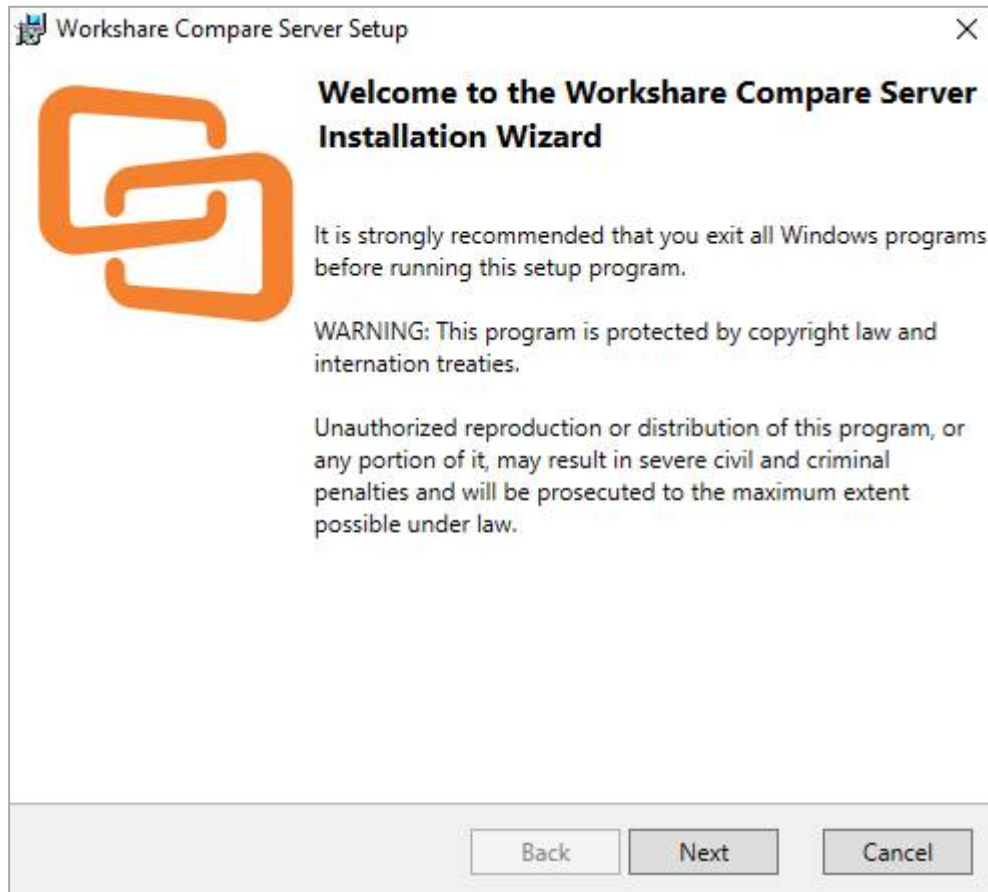 Workshare Compare Server Setup
Welcome to the Workshare Compare Server
Installation Wizard
It is strongly recommended that you exit all Windows programs
before running this setup program.
WARNING: This program is protected by copyright law and
internation treaties.
Unauthorized reproduction or distribution of this program, or
any portion of it, may result in severe civil and criminal
penalties and will be prosecuted to the maximum extent
possible under law.
Back Next Cancel